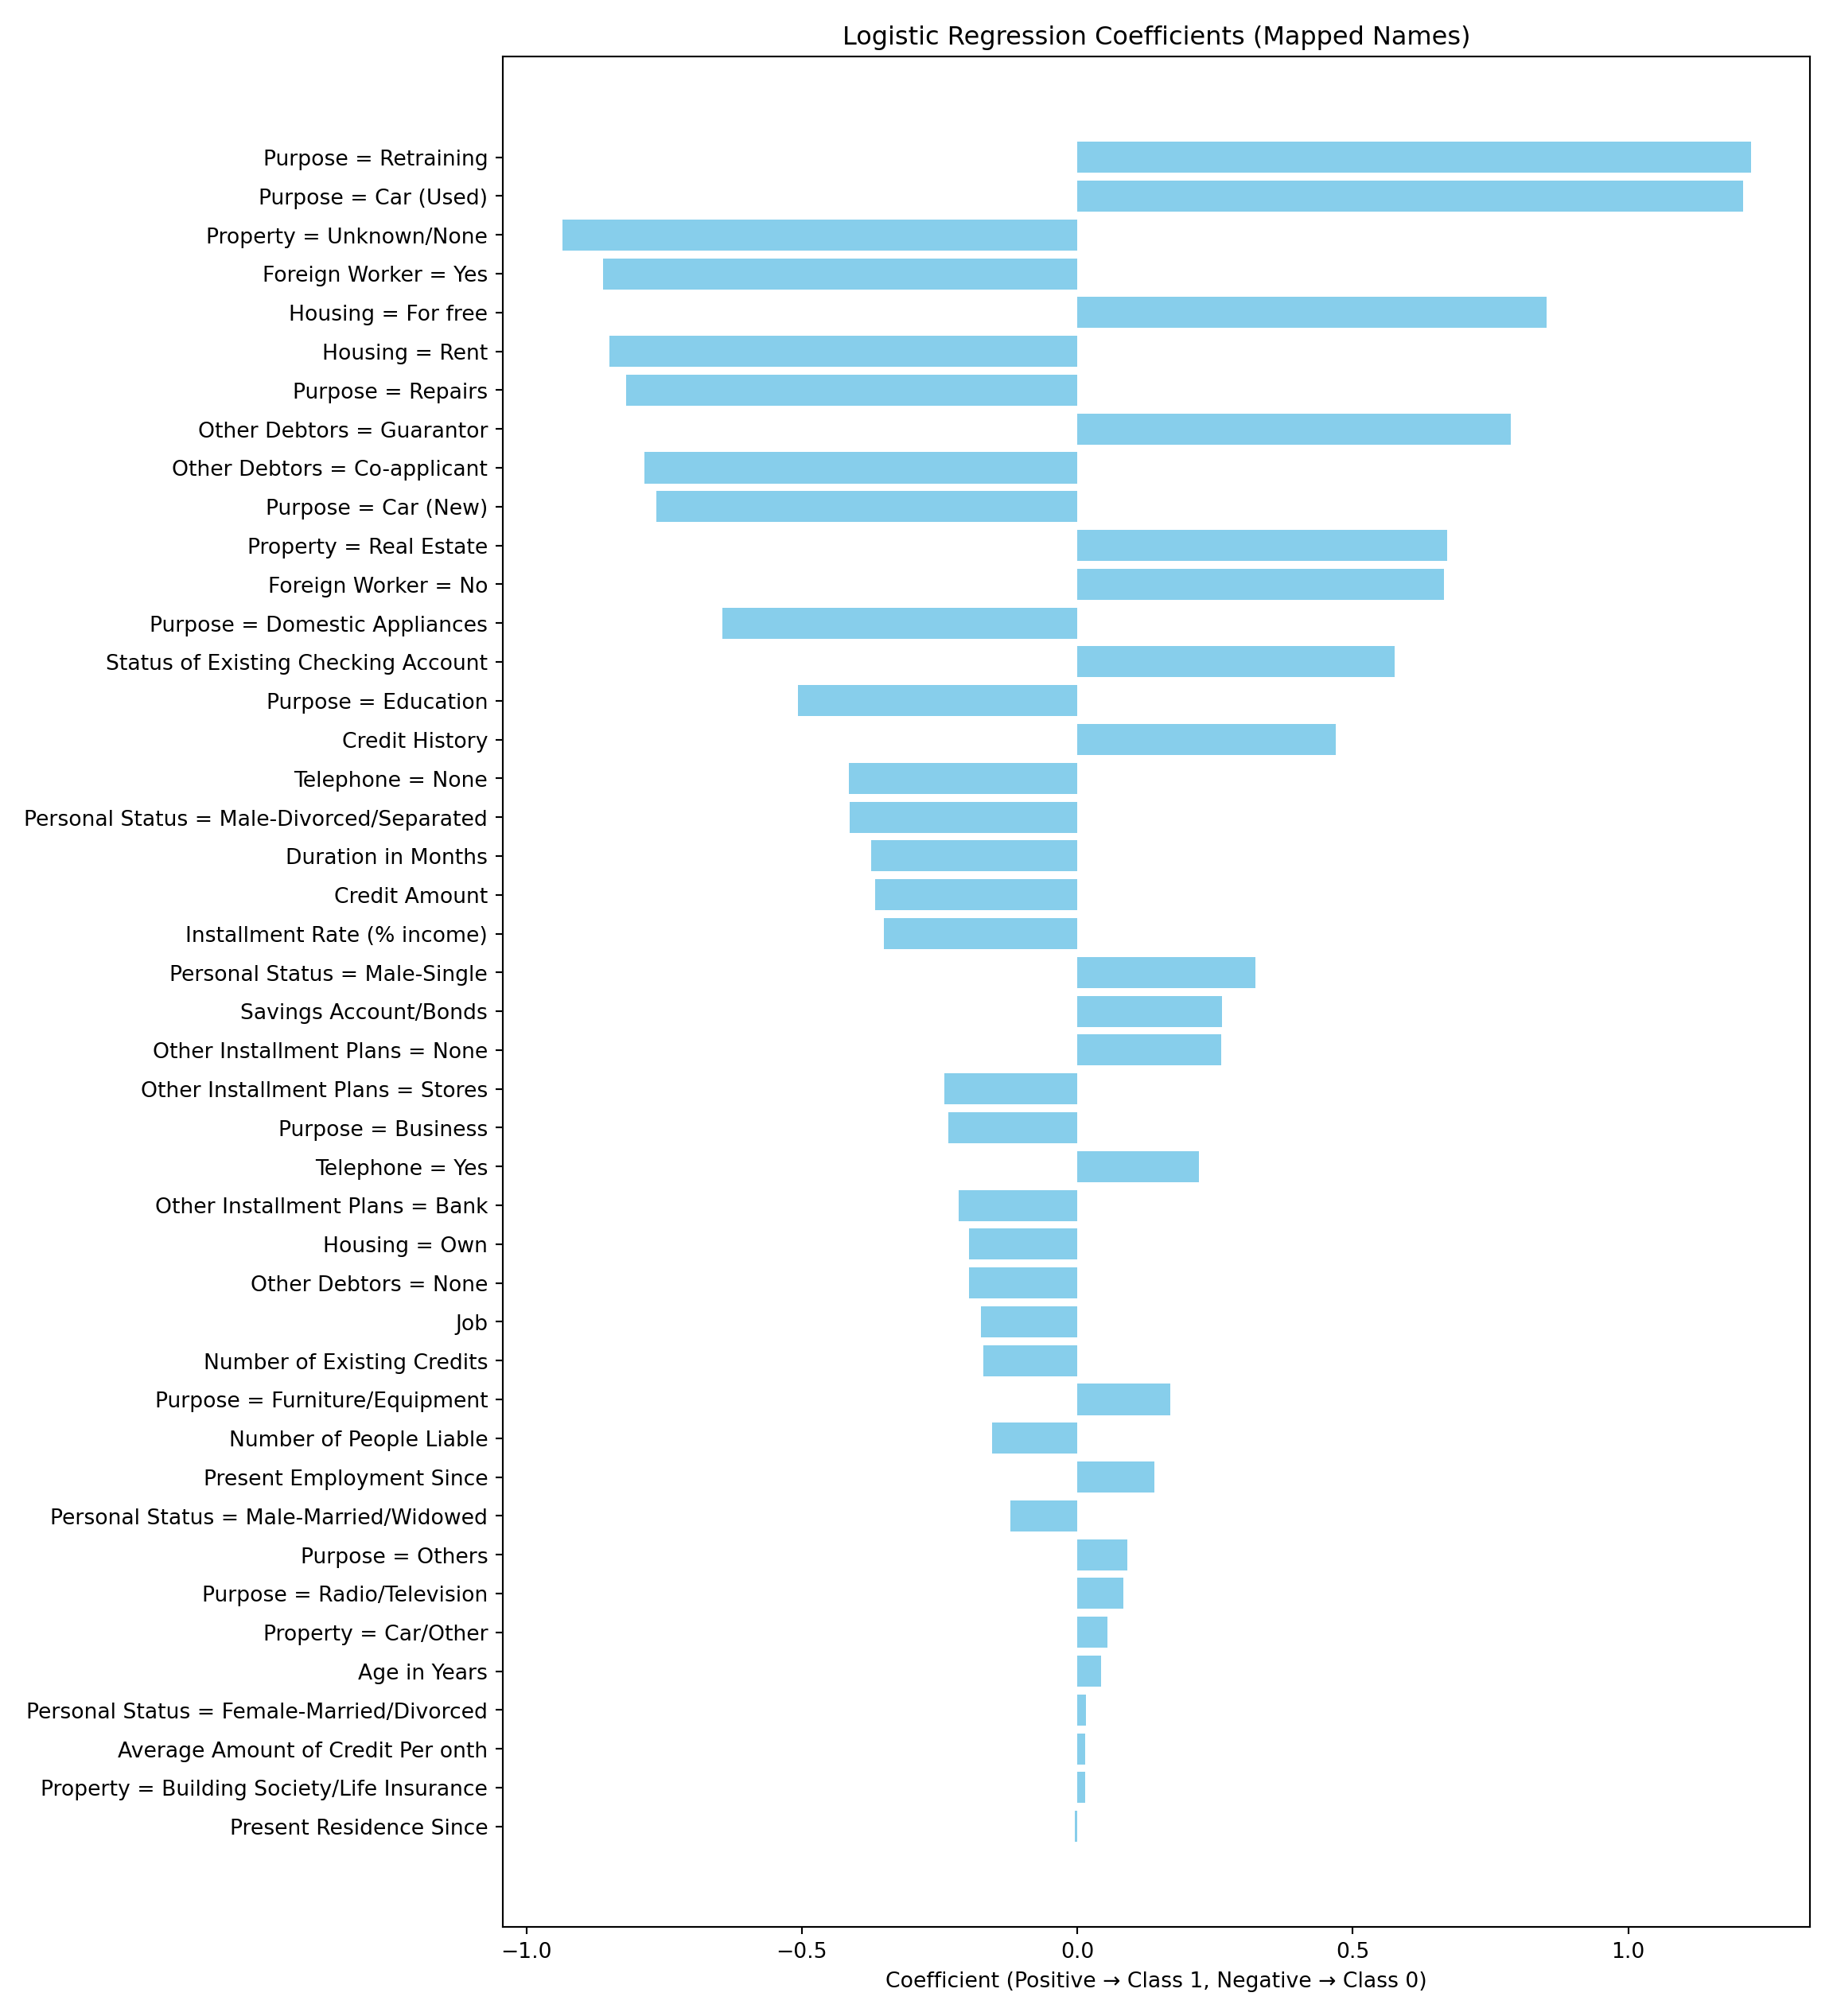 Logistic Regression Coefficients (Mapped Names)
Purpose = Retraining
Purpose = Car (Used)
Property = Unknown/None
Foreign Worker = Yes
Housing = For free
Housing = Rent
Purpose = Repairs
Other Debtors = Guarantor
Other Debtors = Co-applicant
Purpose = Car (New)
Property = Real Estate
Foreign Worker = No
Purpose = Domestic Appliances
Status of Existing Checking Account
Purpose = Education
Credit History
Telephone = None
Personal Status = Male-Divorced/Separated
Duration in Months
Credit Amount
Installment Rate (% income)
Personal Status = Male-Single
Savings Account/Bonds
Other Installment Plans = None
Other Installment Plans = Stores
Purpose = Business
Telephone = Yes
Other Installment Plans = Bank
Housing = Own
Other Debtors = None
Job
Number of Existing Credits
Purpose = Furniture/Equipment
Number of People Liable
Present Employment Since
Personal Status = Male-Married/Widowed
Purpose = Others
Purpose = Radio/Television
Property = Car/Other
Age in Years
Personal Status = Female-Married/Divorced
Average Amount of Credit Per onth
Property = Building Society/Life Insurance
Present Residence Since
−1.0 −0.5 0.0 0.5 1.0
Coefficient (Positive → Class 1, Negative → Class 0)